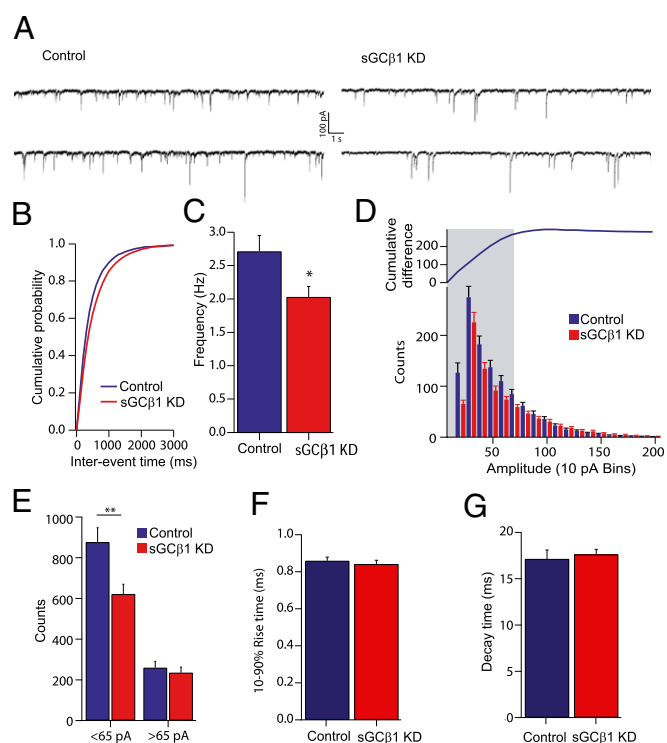 A
Control
sGCβ1 KD
100 pA
1 s
B
Cumulative probability
1.0
0.8
0.6
0.4
0.2
0.0
Control
sGCβ1 KD
0 1000 2000 3000
Inter-event time (ms)
C
Frequency (Hz)
3.0
2.5
2.0
1.5
1.0
0.5
0.0
*
Control sGCβ1 KD
D
Cumulative
difference
200
100
0
Counts
200
100
0
Control
sGCβ1 KD
50 100 150 200
Amplitude (10 pA Bins)
E
Counts
1000
800
600
400
200
0
**
Control
sGCβ1 KD
<65 pA >65 pA
F
10-90% Rise time (ms)
1.0
0.8
0.6
0.4
0.2
0.0
Control sGCβ1 KD
G
Decay time (ms)
20
15
10
5
0
Control sGCβ1 KD